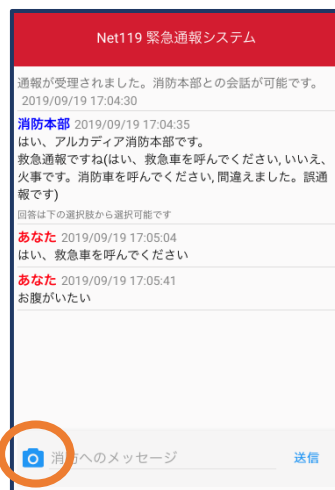 Net119 緊急通報システム
通報が受理されました。消防本部との会話が可能です。
2019/09/19 17:04:30
消防本部 2019/09/19 17:04:35
はい、アルカディア消防本部です。
救急通報ですね(はい、救急車を呼んでください, いいえ、
火事です。消防車を呼んでください, 間違えました。誤通
報です)
回答は下の選択肢から選択可能です
あなた 2019/09/19 17:05:04
はい、救急車を呼んでください
あなた 2019/09/19 17:05:41
お腹がいたい
消防へのメッセージ 送信